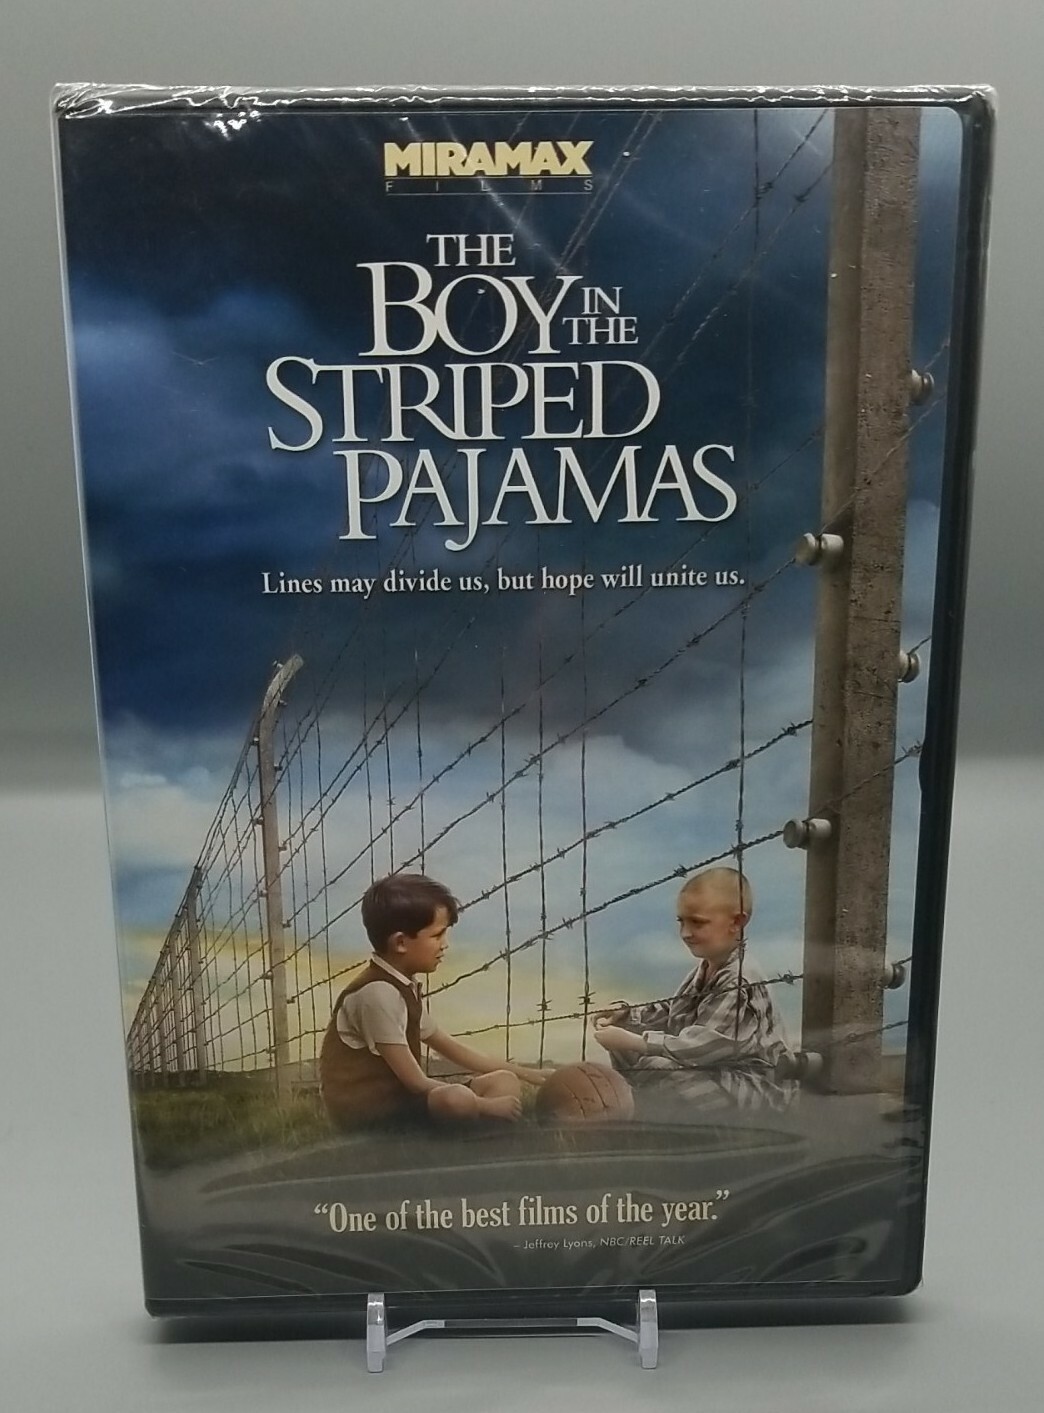 MIRAMAX
FILMS
THE
BOY IN THE
STRIPED
PAJAMAS
Lines may divide us, but hope will unite us.
“One of the best films of the year.”
– Jeffrey Lyons, NBC/REEL TALK